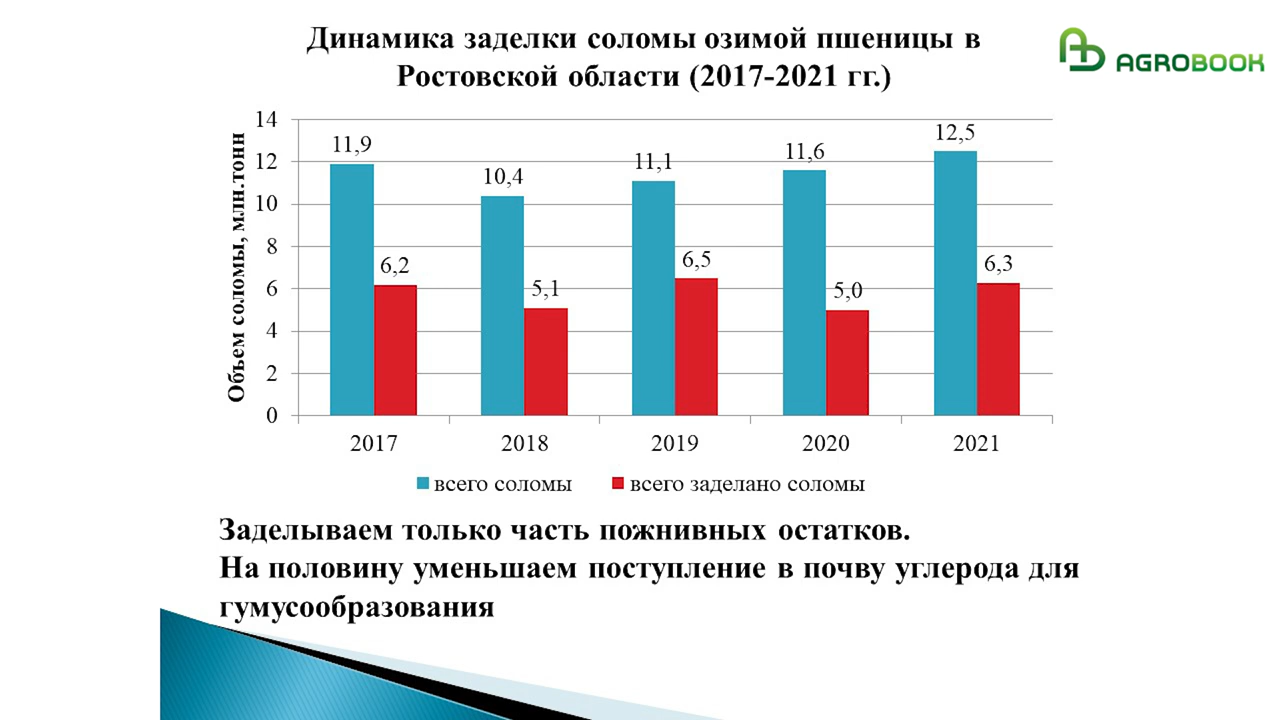 Динамика заделки соломы озимой пшеницы в
Ростовской области (2017-2021 гг.)
AGROBOOK
Объем соломы, млн.тонн
14
12
10
8
6
4
2
0
11,9
6,2
10,4
5,1
11,1
6,5
11,6
5,0
12,5
6,3
2017 2018 2019 2020 2021
всего соломы всего заделано соломы
Заделываем только часть пожнивных остатков.
На половину уменьшаем поступление в почву углерода для
гумусообразования